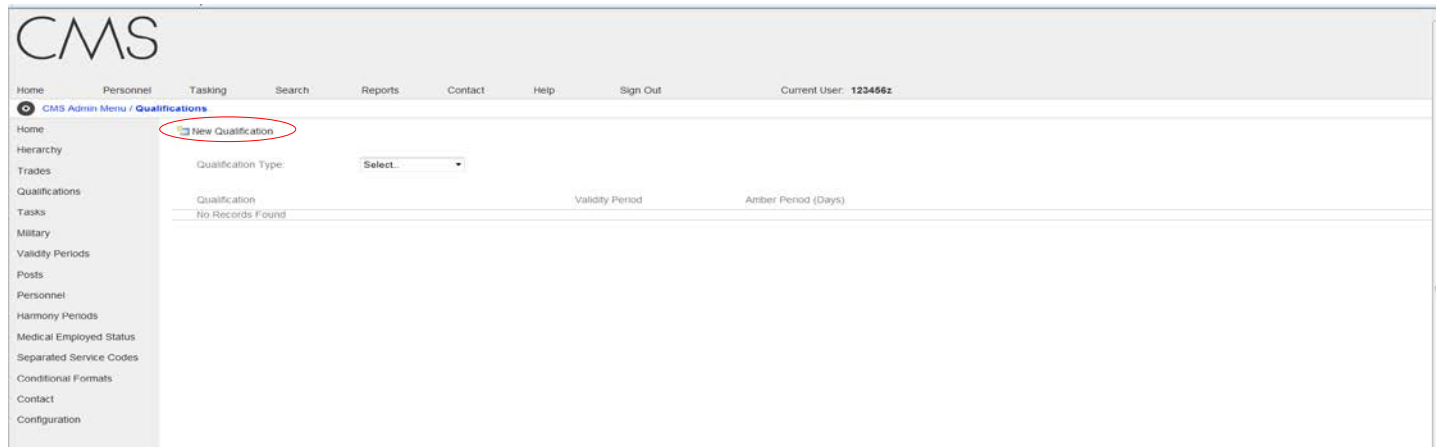 CMS
Home Personnel Tasking Search Reports Contact Help Sign Out Current User: 123456z
CMS Admin Menu / Qualifications
Home
Hierarchy
Trades
Qualifications
Tasks
Military
Validity Periods
Posts
Personnel
Harmony Periods
Medical Employed Status
Separated Service Codes
Conditional Formats
Contact
Configuration
New Qualification
Qualification Type: Select..
Qualification Validity Period Amber Period (Days)
No Records Found